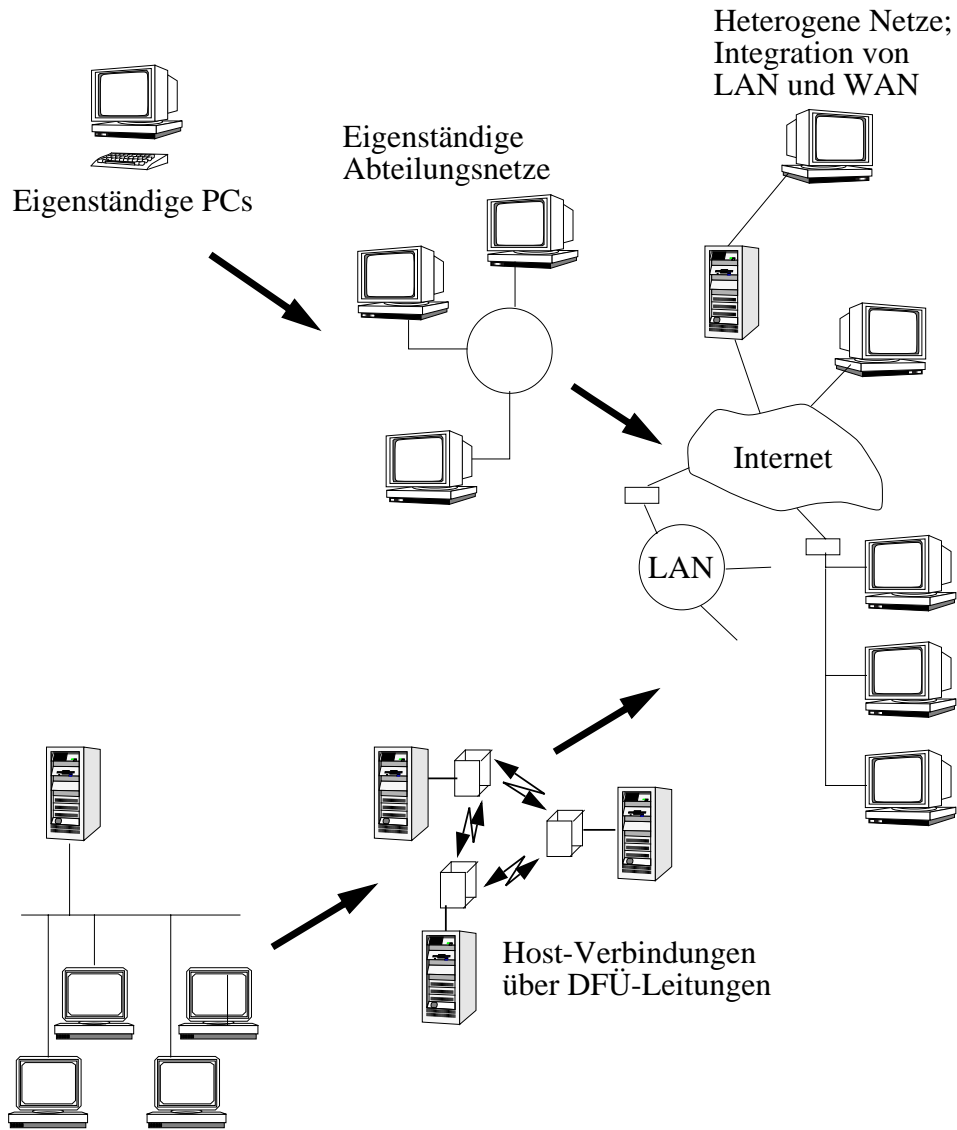 Heterogene Netze;
Integration von
LAN und WAN
Eigenständige
Abteilungsnetze
Eigenständige PCs
Internet
LAN
Host-Verbindungen
über DFÜ-Leitungen